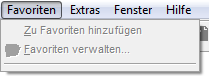 Favoriten Extras Fenster Hilfe
Zu Favoriten hinzufügen
Favoriten verwalten...